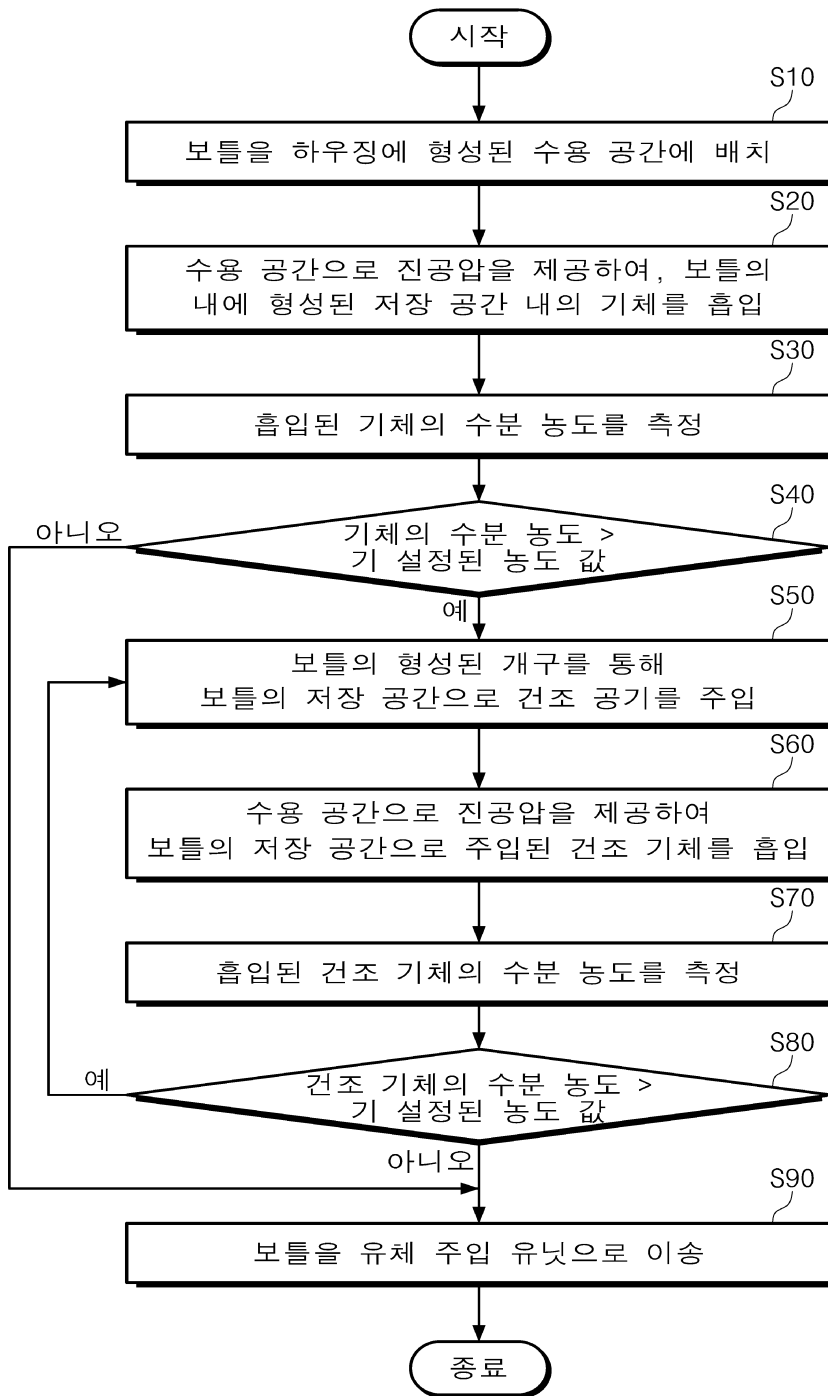 시작
S10
보틀을 하우징에 형성된 수용 공간에 배치
S20
수용 공간으로 진공압을 제공하여, 보틀의
내에 형성된 저장 공간 내의 기체를 흡입
S30
흡입된 기체의 수분 농도를 측정
S40
아니오
기체의 수분 농도 >
기 설정된 농도 값
예
S50
보틀의 형성된 개구를 통해
보틀의 저장 공간으로 건조 공기를 주입
S60
수용 공간으로 진공압을 제공하여
보틀의 저장 공간으로 주입된 건조 기체를 흡입
S70
흡입된 건조 기체의 수분 농도를 측정
S80
예
건조 기체의 수분 농도 >
기 설정된 농도 값
아니오
S90
보틀을 유체 주입 유닛으로 이송
종료